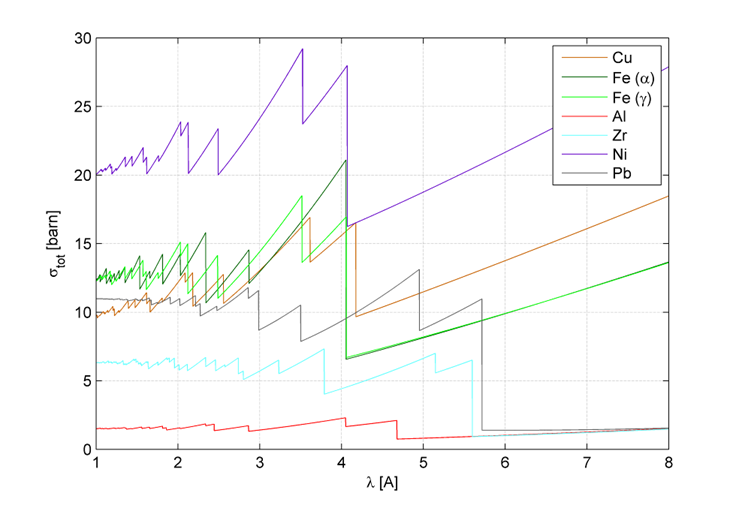 30
25
20
15
10
5
0
σtot [barn]
1 2 3 4 5 6 7 8
λ [A]
Cu
Fe (α)
Fe (γ)
Al
Zr
Ni
Pb